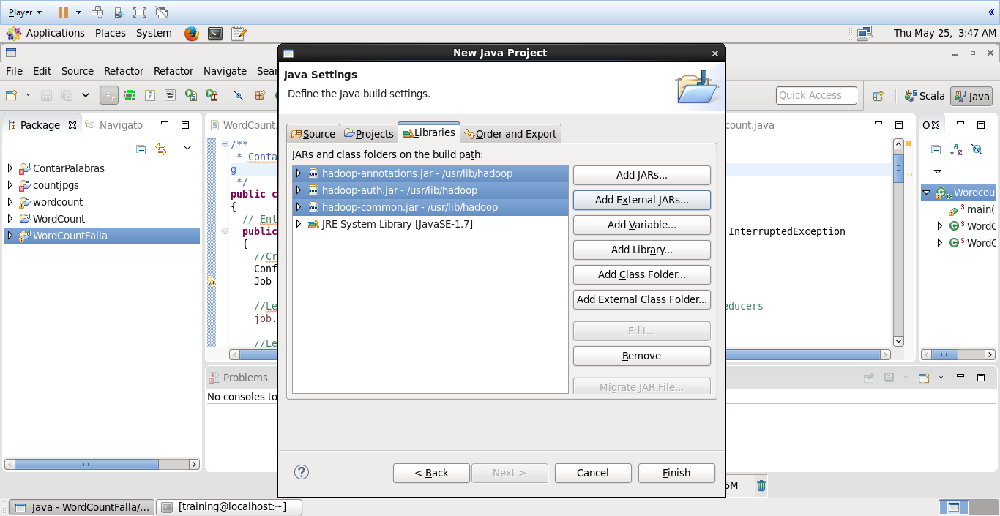 Player
Applications Places System
Thu May 25, 3:47 AM
New Java Project
File Edit Source Refactor Refactor Navigate Sear
Java Settings
Define the Java build settings.
Quick Access
Scala
Java
Package
Navigato
WordCount.
count.java
Source
Projects
Libraries
Order and Export
JARs and class folders on the build path:
hadoop-annotations.jar - /usr/lib/hadoop
hadoop-auth.jar - /usr/lib/hadoop
hadoop-common.jar - /usr/lib/hadoop
JRE System Library [JavaSE-1.7]
Add JARs...
Add External JARs...
Add Variable...
Add Library...
Add Class Folder...
Add External Class Folder...
Edit...
Remove
Migrate JAR File...
ContarPalabras
countjpgs
wordcount
WordCount
WordCountFalla
/**
* Conta
g
*/
public c
{
// Ent
public
InterruptedException
{
//Cr
Conf
Job
//Le
educers
job.
//Le
Wordcou
main(
WordC
WordC
Problems
No consoles to
< Back
Next >
Cancel
Finish
5M
Java - WordCountFalla/...
[training@localhost:~]